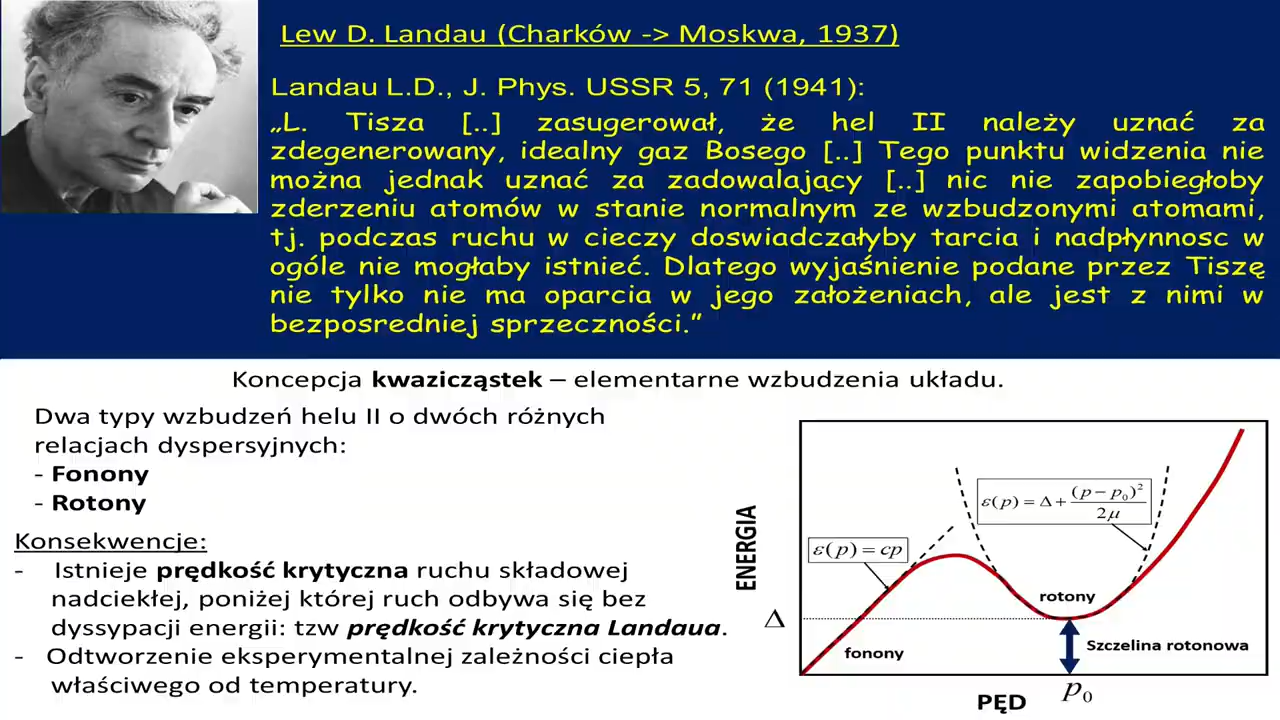 Lew D. Landau (Charków -> Moskwa, 1937)
Landau L.D., J. Phys. USSR 5, 71 (1941):
„L. Tisza [..] zasugerował, że hel II należy uznać za
zdegenerowany, idealny gaz Bosego [..] Tego punktu widzenia nie
można jednak uznać za zadowalający [..] nic nie zapobiegłoby
zderzeniu atomów w stanie normalnym ze wzbudzonymi atomami,
tj. podczas ruchu w cieczy doswiadczałyby tarcia i nadpłynnosc w
ogóle nie mogłaby istnieć. Dlatego wyjaśnienie podane przez Tiszę
nie tylko nie ma oparcia w jego założeniach, ale jest z nimi w
bezposredniej sprzeczności.”
Koncepcja kwazicząstek – elementarne wzbudzenia układu.
Dwa typy wzbudzeń helu II o dwóch różnych
relacjach dyspersyjnych:
- Fonony
- Rotony
Konsekwencje:
- Istnieje prędkość krytyczna ruchu składowej
nadciekłej, poniżej której ruch odbywa się bez
dyssypacji energii: tzw prędkość krytyczna Landaua.
- Odtworzenie eksperymentalnej zależności ciepła
właściwego od temperatury.
ENERGIA
Δ
ε(p) = cp
ε(p) = Δ + (p − p₀)² / 2μ
rotony
fonony
Szczelina rotonowa
PĘD
p₀